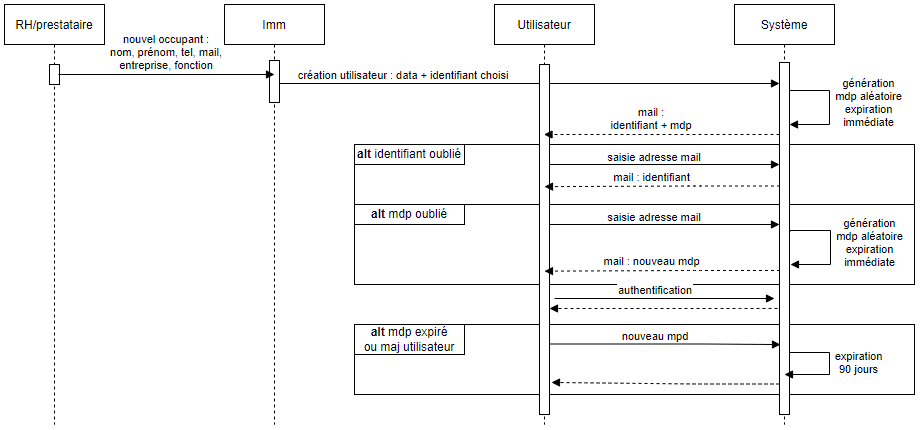 RH/prestataire
Imm
Utilisateur
Système
nouvel occupant :
nom, prénom, tel, mail,
entreprise, fonction
création utilisateur : data + identifiant choisi
génération
mdp aléatoire
expiration
immédiate
mail :
identifiant + mdp
alt identifiant oublié
saisie adresse mail
mail : identifiant
alt mdp oublié
saisie adresse mail
génération
mdp aléatoire
expiration
immédiate
mail : nouveau mdp
authentification
alt mdp expiré
ou maj utilisateur
nouveau mpd
expiration
90 jours